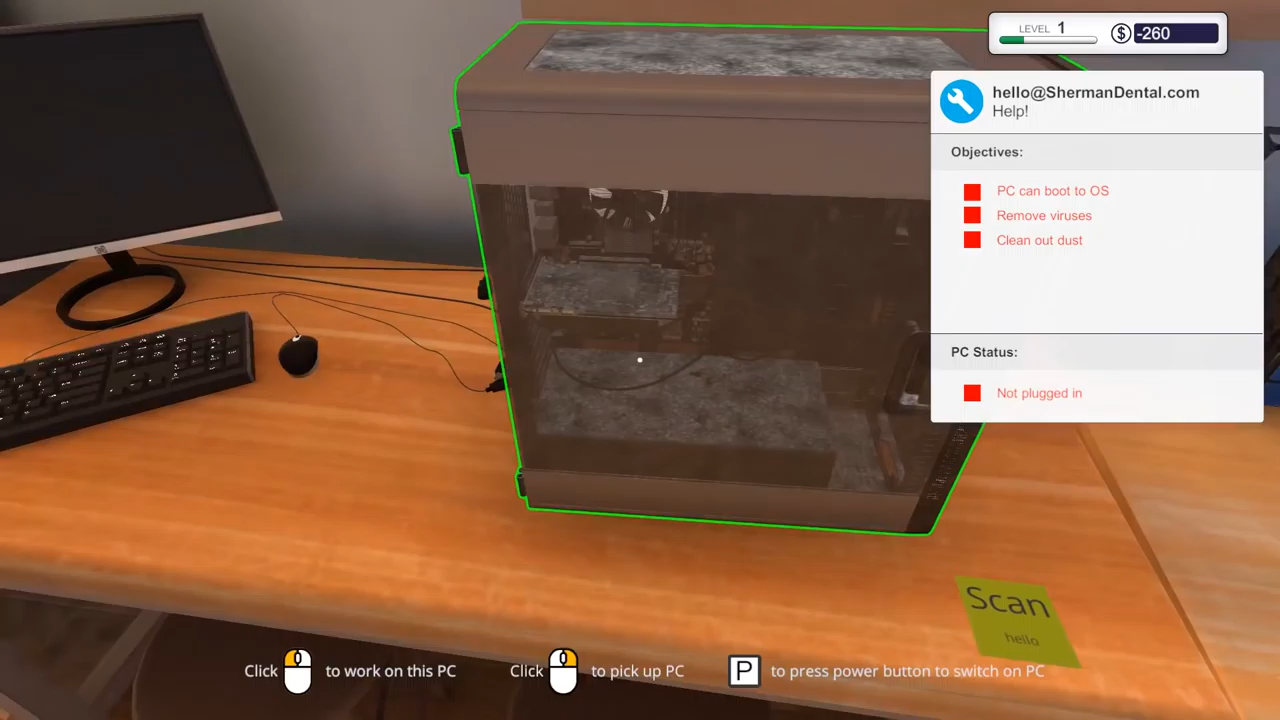 LEVEL 1
$ -260
hello@ShermanDental.com
Help!
Objectives:
PC can boot to OS
Remove viruses
Clean out dust
PC Status:
Not plugged in
Scan
hello
Click to work on this PC
Click to pick up PC
P to press power button to switch on PC